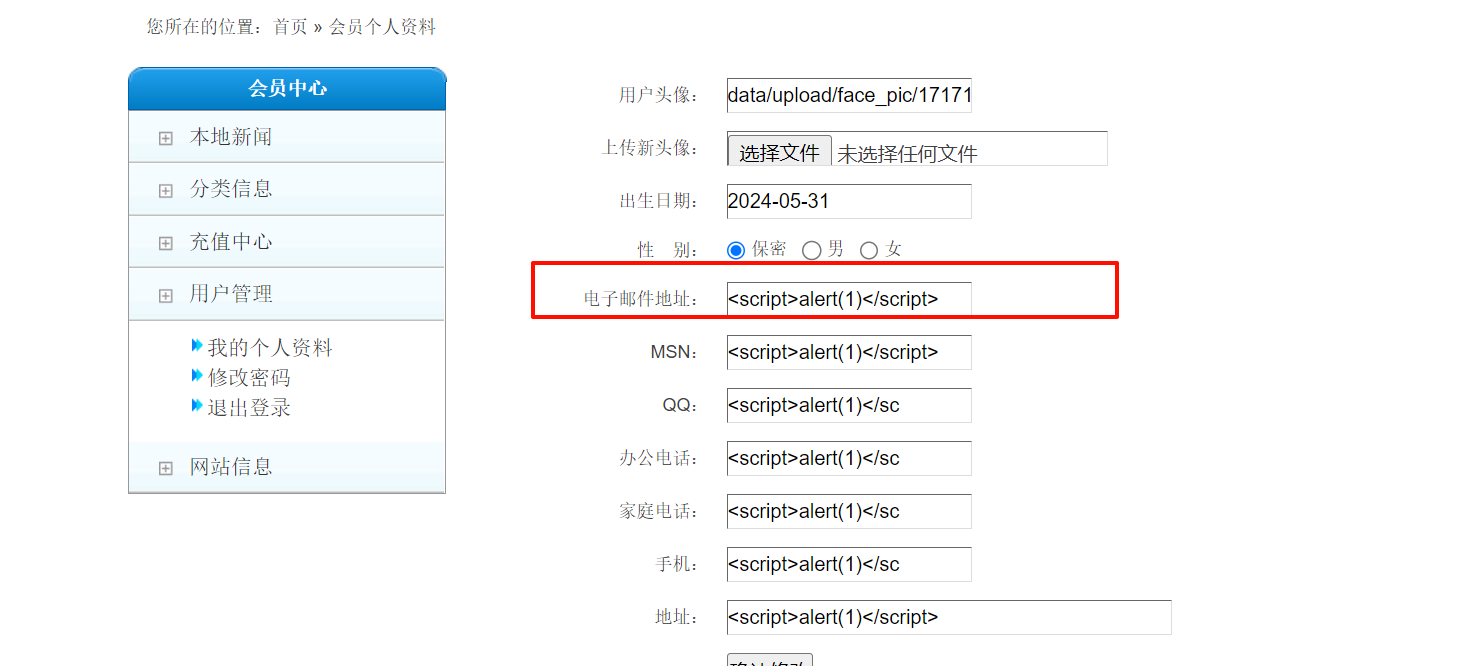 您所在的位置：首页 » 会员个人资料
会员中心
本地新闻
分类信息
充值中心
用户管理
我的个人资料
修改密码
退出登录
网站信息
用户头像：
data/upload/face_pic/17171
上传新头像：
选择文件 未选择任何文件
出生日期：
2024-05-31
性 别：
保密 男 女
电子邮件地址：
<script>alert(1)</script>
MSN：
<script>alert(1)</script>
QQ：
<script>alert(1)</sc
办公电话：
<script>alert(1)</sc
家庭电话：
<script>alert(1)</sc
手机：
<script>alert(1)</sc
地址：
<script>alert(1)</script>